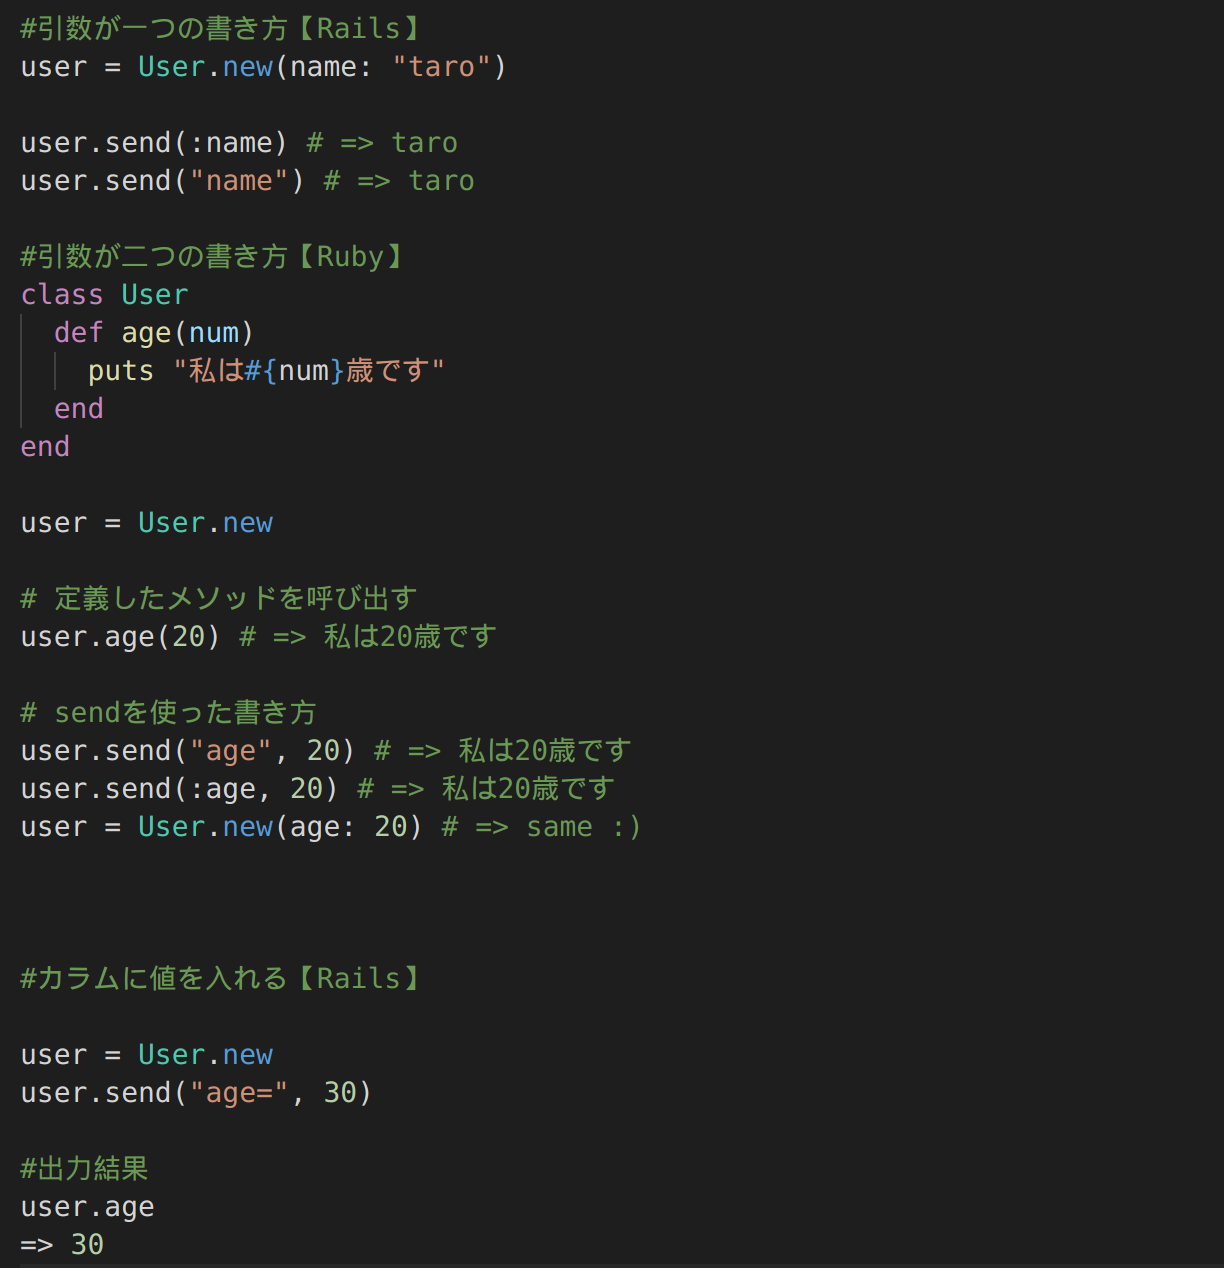 #引数が一つの書き方【Rails】
user = User.new(name: "taro")
user.send(:name) # => taro
user.send("name") # => taro
#引数が二つの書き方【Ruby】
class User
  def age(num)
    puts "私は#{num}歳です"
  end
end
user = User.new
# 定義したメソッドを呼び出す
user.age(20) # => 私は20歳です
# sendを使った書き方
user.send("age", 20) # => 私は20歳です
user.send(:age, 20) # => 私は20歳です
user = User.new(age: 20) # => same :)
#カラムに値を入れる【Rails】
user = User.new
user.send("age=", 30)
#出力結果
user.age
=> 30